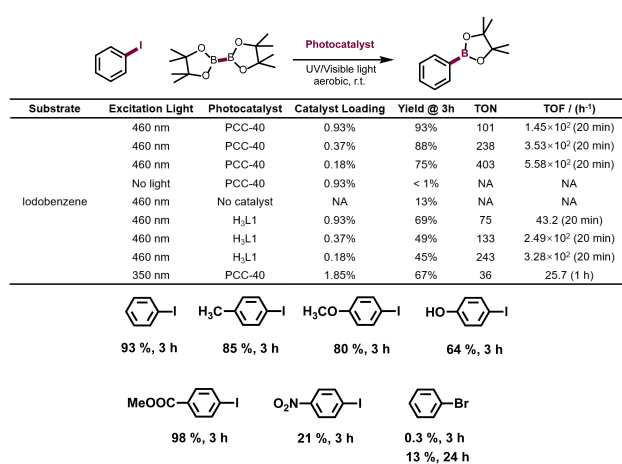 I
O
O
B
B
O
O
Photocatalyst
UV/Visible light
aerobic, r.t.
O
B
O
Substrate Excitation Light Photocatalyst Catalyst Loading Yield @ 3h TON TOF / (h⁻¹)
460 nm PCC-40 0.93% 93% 101 1.45×10² (20 min)
460 nm PCC-40 0.37% 88% 238 3.53×10² (20 min)
460 nm PCC-40 0.18% 75% 403 5.58×10² (20 min)
No light PCC-40 0.93% < 1% NA NA
Iodobenzene 460 nm No catalyst NA 13% NA NA
460 nm H₃L1 0.93% 69% 75 43.2 (20 min)
460 nm H₃L1 0.37% 49% 133 2.49×10² (20 min)
460 nm H₃L1 0.18% 45% 243 3.28×10² (20 min)
350 nm PCC-40 1.85% 67% 36 25.7 (1 h)
I H₃C I H₃CO I HO I
93 %, 3 h 85 %, 3 h 80 %, 3 h 64 %, 3 h
MeOOC I O₂N I Br
98 %, 3 h 21 %, 3 h 0.3 %, 3 h
13 %, 24 h